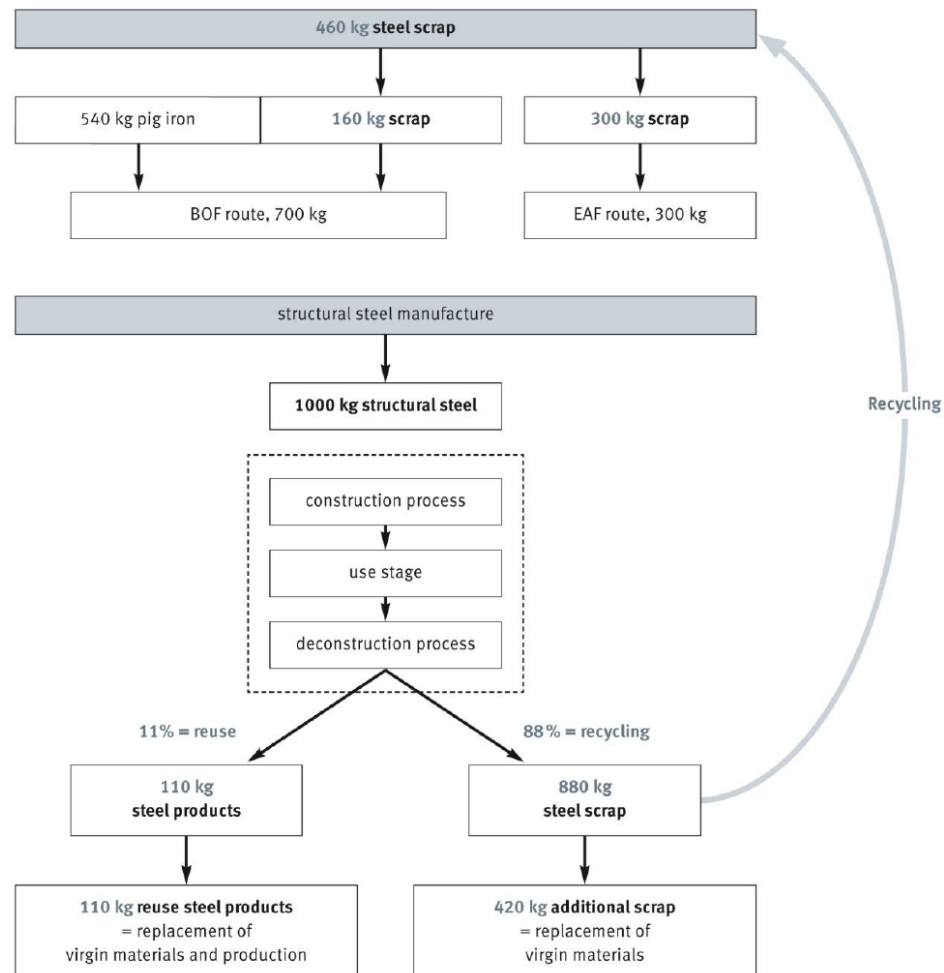 460 kg steel scrap
540 kg pig iron
160 kg scrap
300 kg scrap
BOF route, 700 kg
EAF route, 300 kg
structural steel manufacture
1000 kg structural steel
Recycling
construction process
use stage
deconstruction process
11% = reuse
88% = recycling
110 kg
steel products
880 kg
steel scrap
110 kg reuse steel products
= replacement of
virgin materials and production
420 kg additional scrap
= replacement of
virgin materials